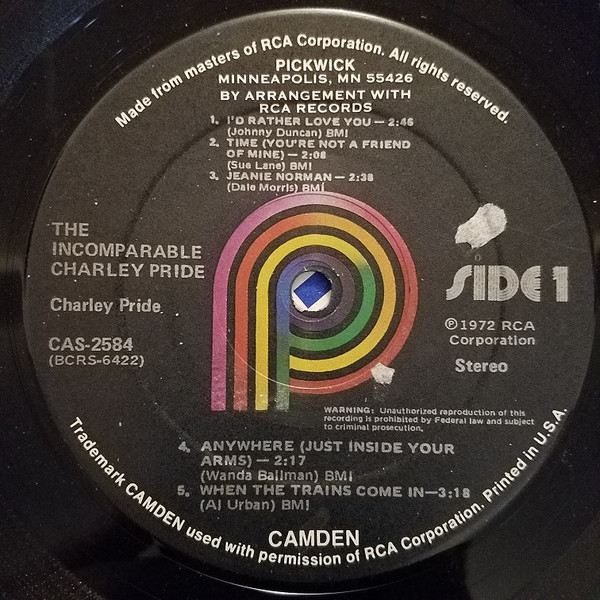 Made from masters of RCA Corporation. All rights reserved.
PICKWICK
MINNEAPOLIS, MN 55426
BY ARRANGEMENT WITH
RCA RECORDS
1. I'D RATHER LOVE YOU — 2:46
(Johnny Duncan) BMI
2. TIME (YOU'RE NOT A FRIEND
OF MINE) — 2:08
(Sue Lane) BMI
3. JEANIE NORMAN — 2:38
(Dale Morris) BMI
THE
INCOMPARABLE
CHARLEY PRIDE
Charley Pride
CAS-2584
(BCRS-6422)
SIDE 1
℗1972 RCA
Corporation
Stereo
WARNING: Unauthorized reproduction of this
recording is prohibited by Federal law and subject
to criminal prosecution.
4. ANYWHERE (JUST INSIDE YOUR
ARMS) — 2:17
(Wanda Ballman) BMI
5. WHEN THE TRAINS COME IN—3:18
(Al Urban) BMI
CAMDEN
Trademark CAMDEN used with permission of RCA Corporation. Printed in U.S.A.